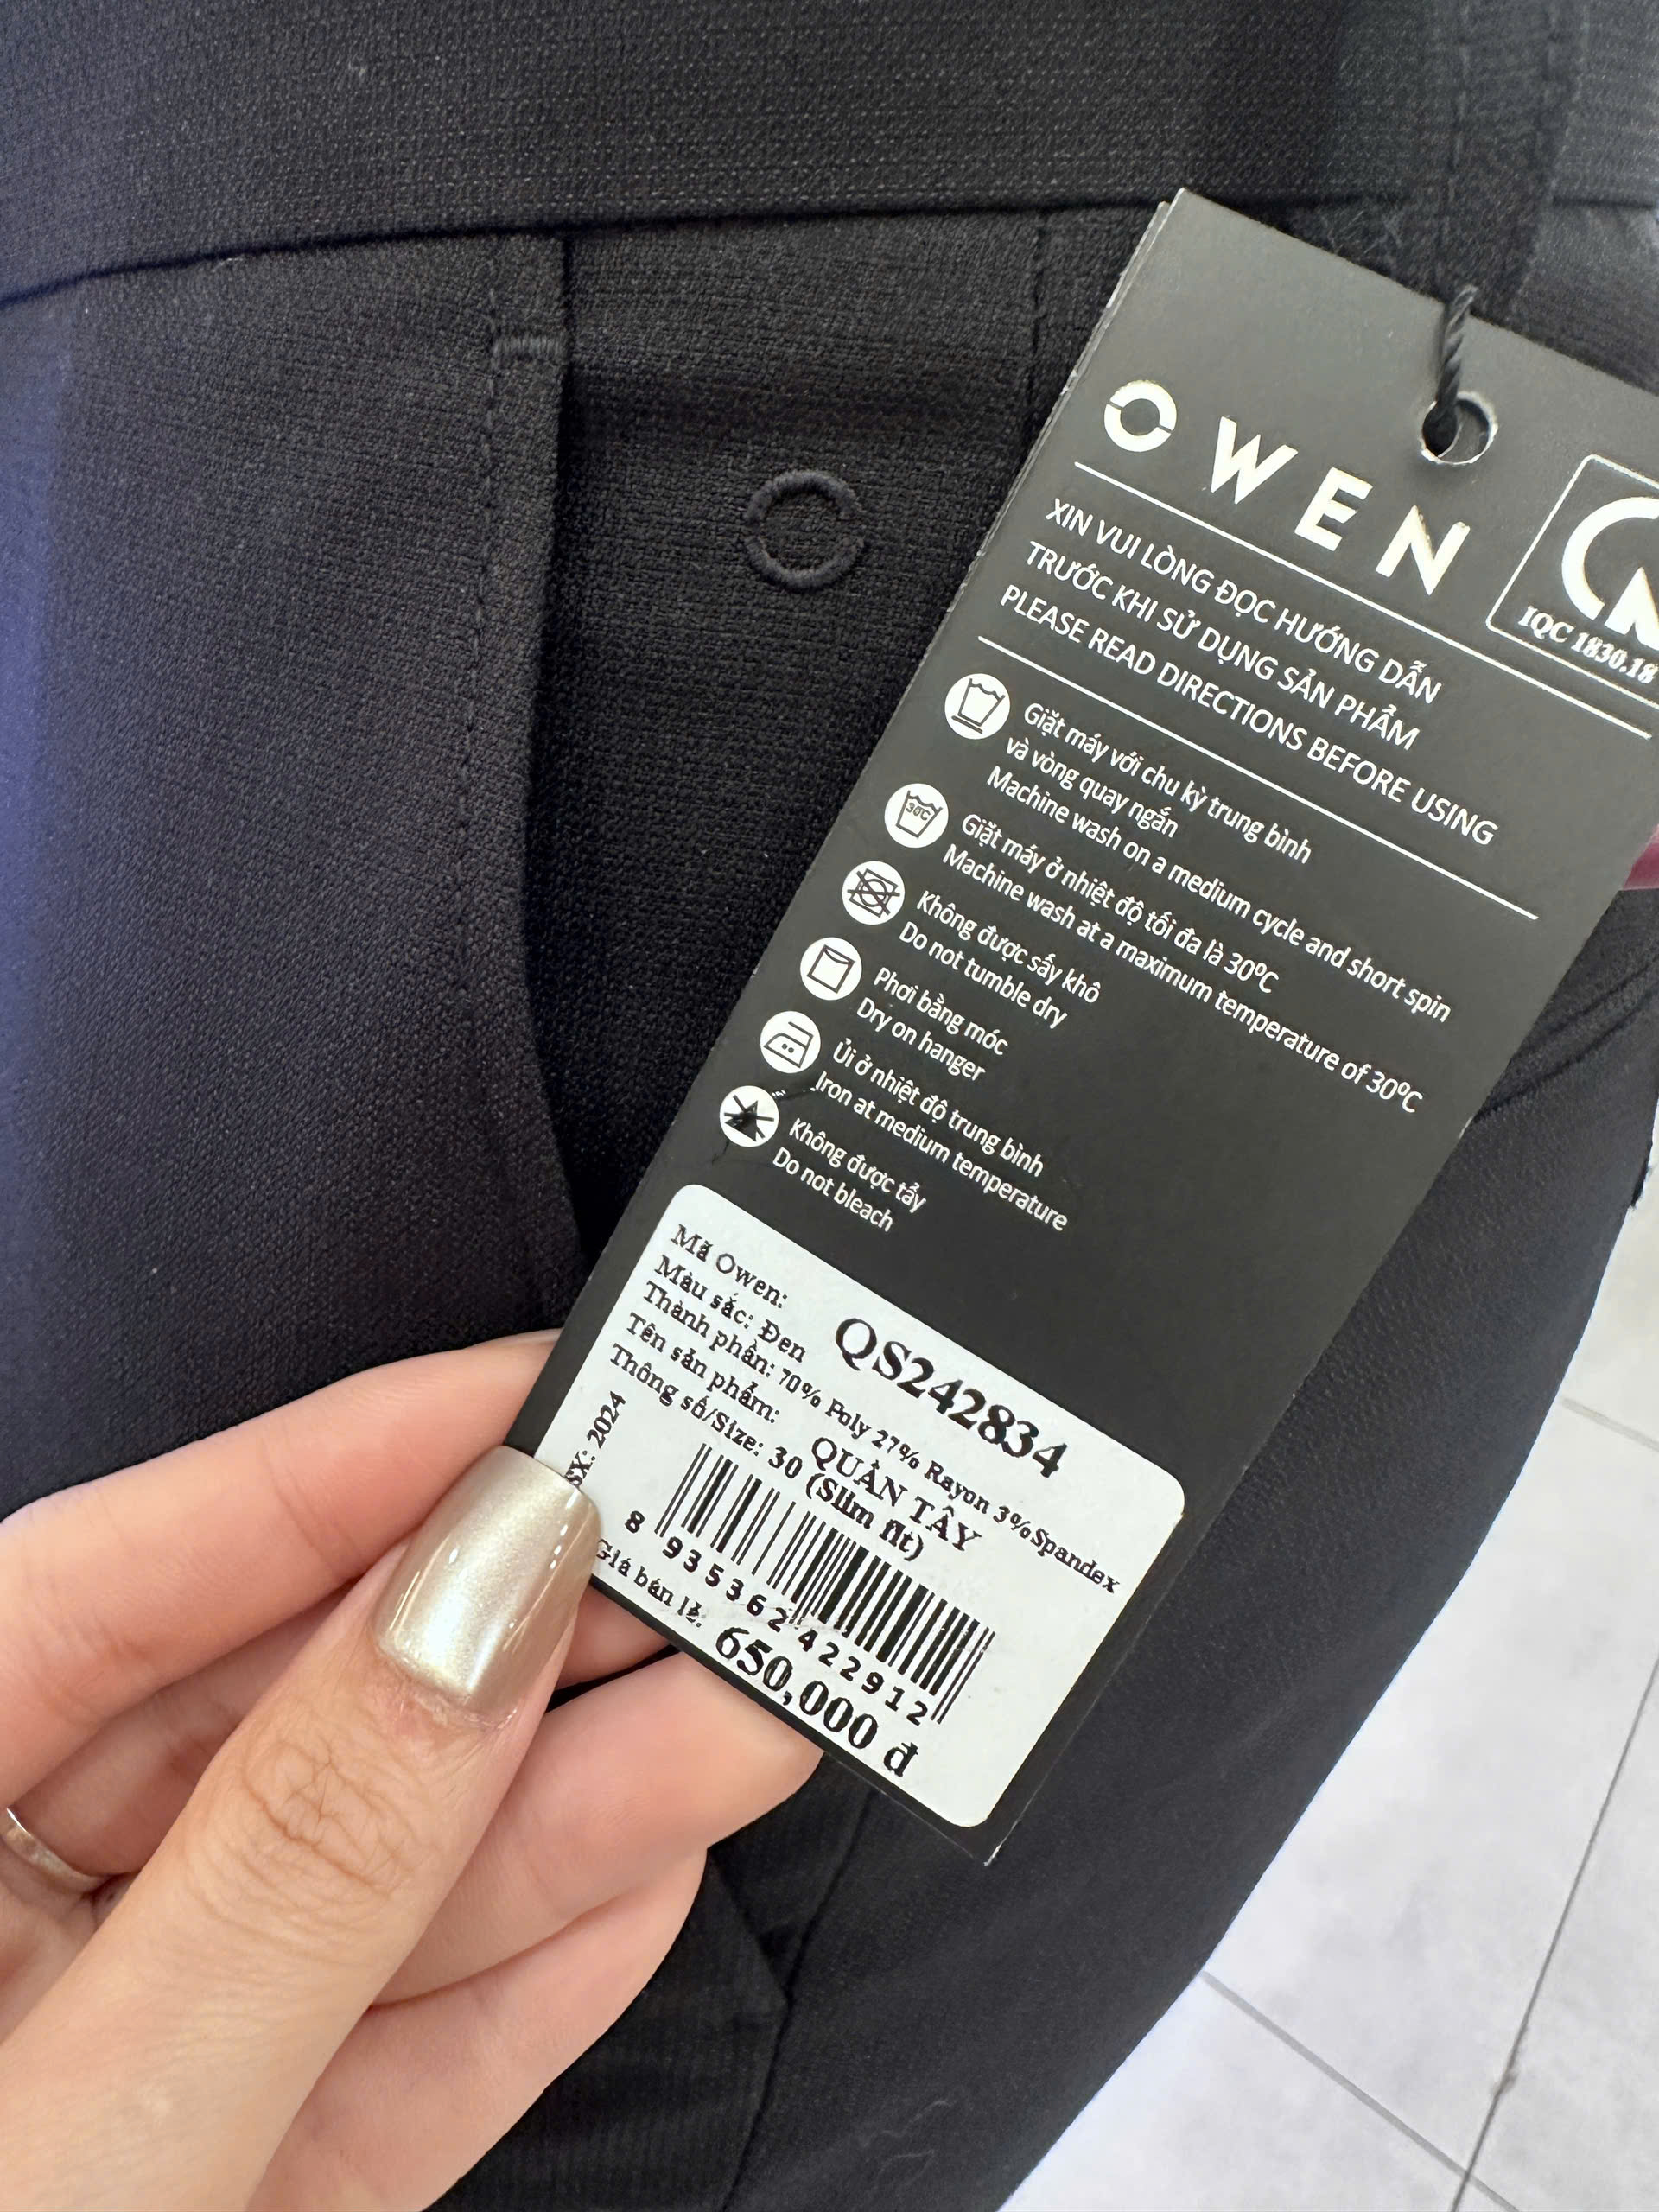 OWEN
IQC 1830.18
XIN VUI LÒNG ĐỌC HƯỚNG DẪN
TRƯỚC KHI SỬ DỤNG SẢN PHẨM
PLEASE READ DIRECTIONS BEFORE USING
Giặt máy với chu kỳ trung bình
và vòng quay ngắn
Machine wash on a medium cycle and short spin
30°C
Giặt máy ở nhiệt độ tối đa là 30ºC
Machine wash at a maximum temperature of 30ºC
Không được sấy khô
Do not tumble dry
Phơi bằng móc
Dry on hanger
Ủi ở nhiệt độ trung bình
Iron at medium temperature
Không được tẩy
Do not bleach
Mã Owen: QS242834
Màu sắc: Đen
Thành phần: 70% Poly 27% Rayon 3%Spandex
Tên sản phẩm: QUẦN TÂY
Thông số/Size: 30 (Slim fit)
SX: 2024
8 935362 422912
Giá bán lẻ: 650,000 đ